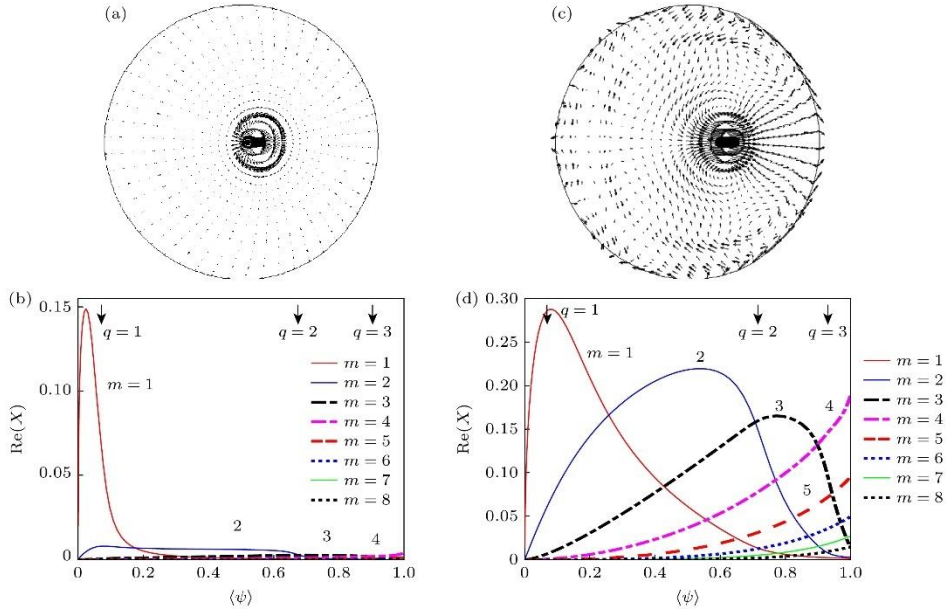 (a)
(c)
(b)
0.15
0.10
0.05
0
Re(X)
q = 1
q = 2
q = 3
m = 1
2
3
4
m = 1
m = 2
m = 3
m = 4
m = 5
m = 6
m = 7
m = 8
0 0.2 0.4 0.6 0.8 1.0
⟨ψ⟩
(d)
0.30
0.25
0.20
0.15
0.10
0.05
0
Re(X)
q = 1
q = 2
q = 3
m = 1
2
3
4
5
m = 1
m = 2
m = 3
m = 4
m = 5
m = 6
m = 7
m = 8
0 0.2 0.4 0.6 0.8 1.0
⟨ψ⟩